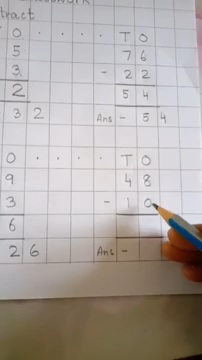 tract
O . . . . T O
5 7 6
3 - 2 2
2 5 4
3 2 Ans - 5 4
O . . . . T O
9 4 8
3 - 1 0
6
2 6 Ans -